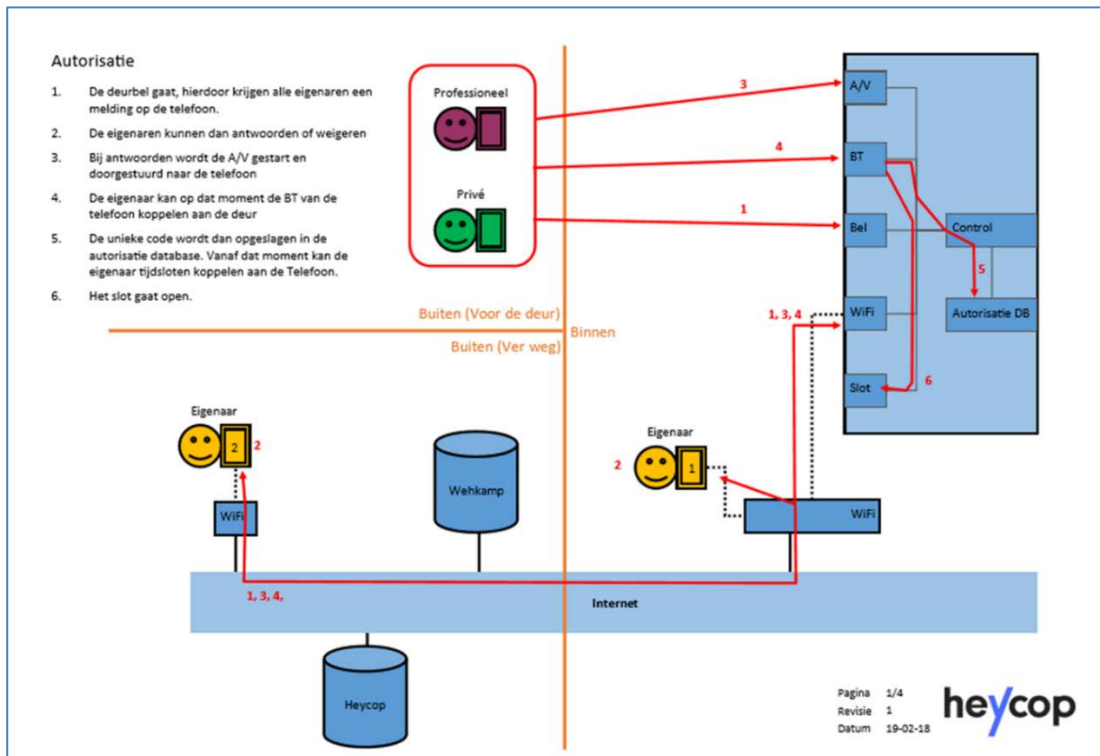 Autorisatie
1. De deurbel gaat, hierdoor krijgen alle eigenaren een
melding op de telefoon.
2. De eigenaren kunnen dan antwoorden of weigeren
3. Bij antwoorden wordt de A/V gestart en
doorgestuurd naar de telefoon
4. De eigenaar kan op dat moment de BT van de
telefoon koppelen aan de deur
5. De unieke code wordt dan opgeslagen in de
autorisatie database. Vanaf dat moment kan de
eigenaar tijdsloten koppelen aan de Telefoon.
6. Het slot gaat open.
Professioneel
Privé
3
4
1
A/V
BT
Bel
Control
5
WiFi
Autorisatie DB
1, 3, 4
Slot
6
Buiten (Voor de deur)
Binnen
Buiten (Ver weg)
Eigenaar
2
2
WiFi
Wehkamp
Eigenaar
2
1
WiFi
1, 3, 4,
Internet
Heycop
Pagina 1/4
Revisie 1
Datum 19-02-18
heycop